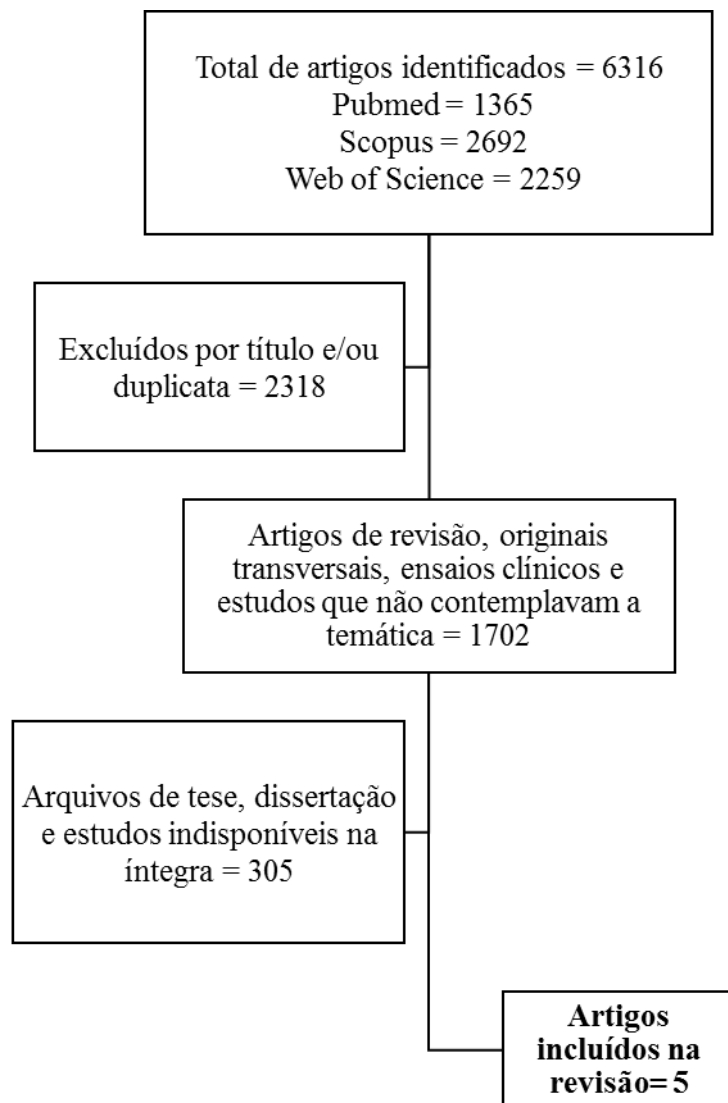 Total de artigos identificados = 6316
Pubmed = 1365
Scopus = 2692
Web of Science = 2259
Excluídos por título e/ou
duplicata = 2318
Artigos de revisão, originais
transversais, ensaios clínicos e
estudos que não contemplavam a
temática = 1702
Arquivos de tese, dissertação
e estudos indisponíveis na
íntegra = 305
Artigos
incluídos na
revisão= 5